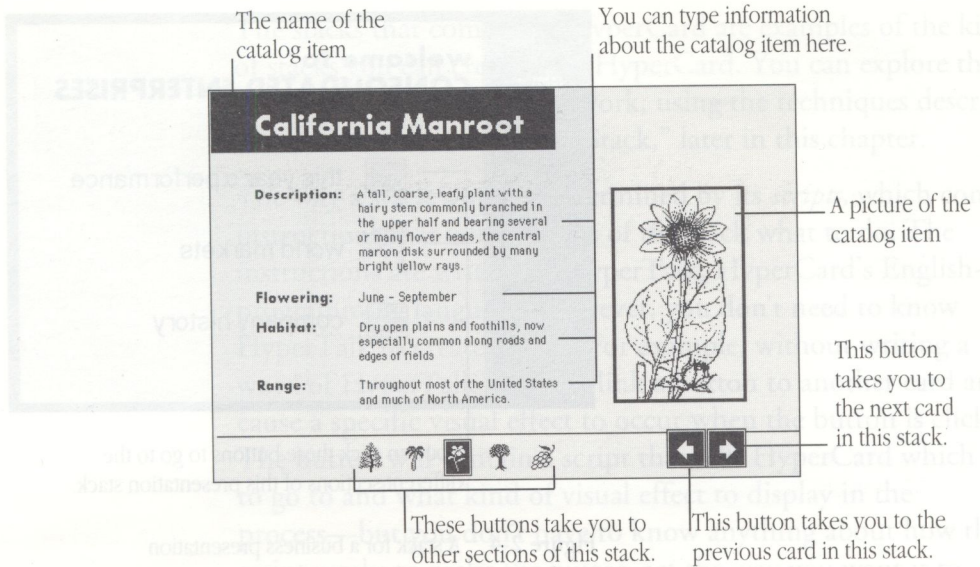 The name of the
catalog item
You can type information
about the catalog item here.
California Manroot
Description: A tall, coarse, leafy plant with a
hairy stem commonly branched in
the upper half and bearing several
or many flower heads, the central
maroon disk surrounded by many
bright yellow rays.
Flowering: June - September
Habitat: Dry open plains and foothills, now
especially common along roads and
edges of fields
Range: Throughout most of the United States
and much of North America.
A picture of the
catalog item
This button
takes you to
the next card
in this stack.
These buttons take you to
other sections of this stack.
This button takes you to the
previous card in this stack.